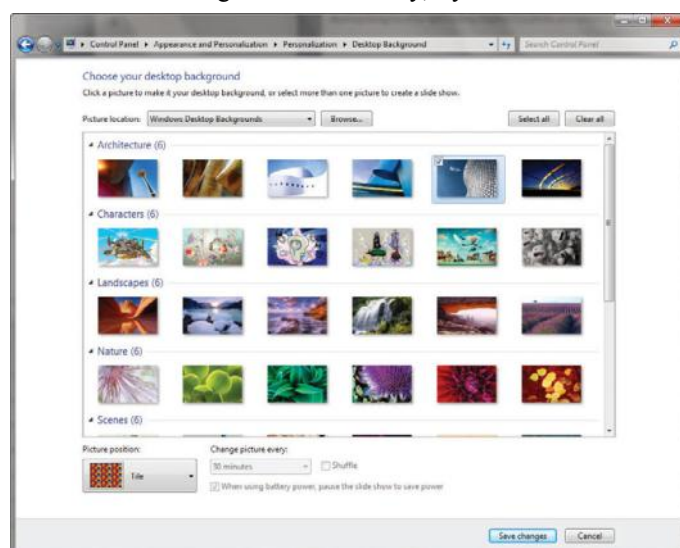 Control Panel ▸ Appearance and Personalization ▸ Personalization ▸ Desktop Background
Search Control Panel
Choose your desktop background
Click a picture to make it your desktop background, or select more than one picture to create a slide show.
Picture location: Windows Desktop Backgrounds Browse... Select all Clear all
Architecture (6)
Characters (6)
Landscapes (6)
Nature (6)
Scenes (6)
Picture position: Change picture every:
Tile 30 minutes Shuffle
When using battery power, pause the slide show to save power
Save changes Cancel